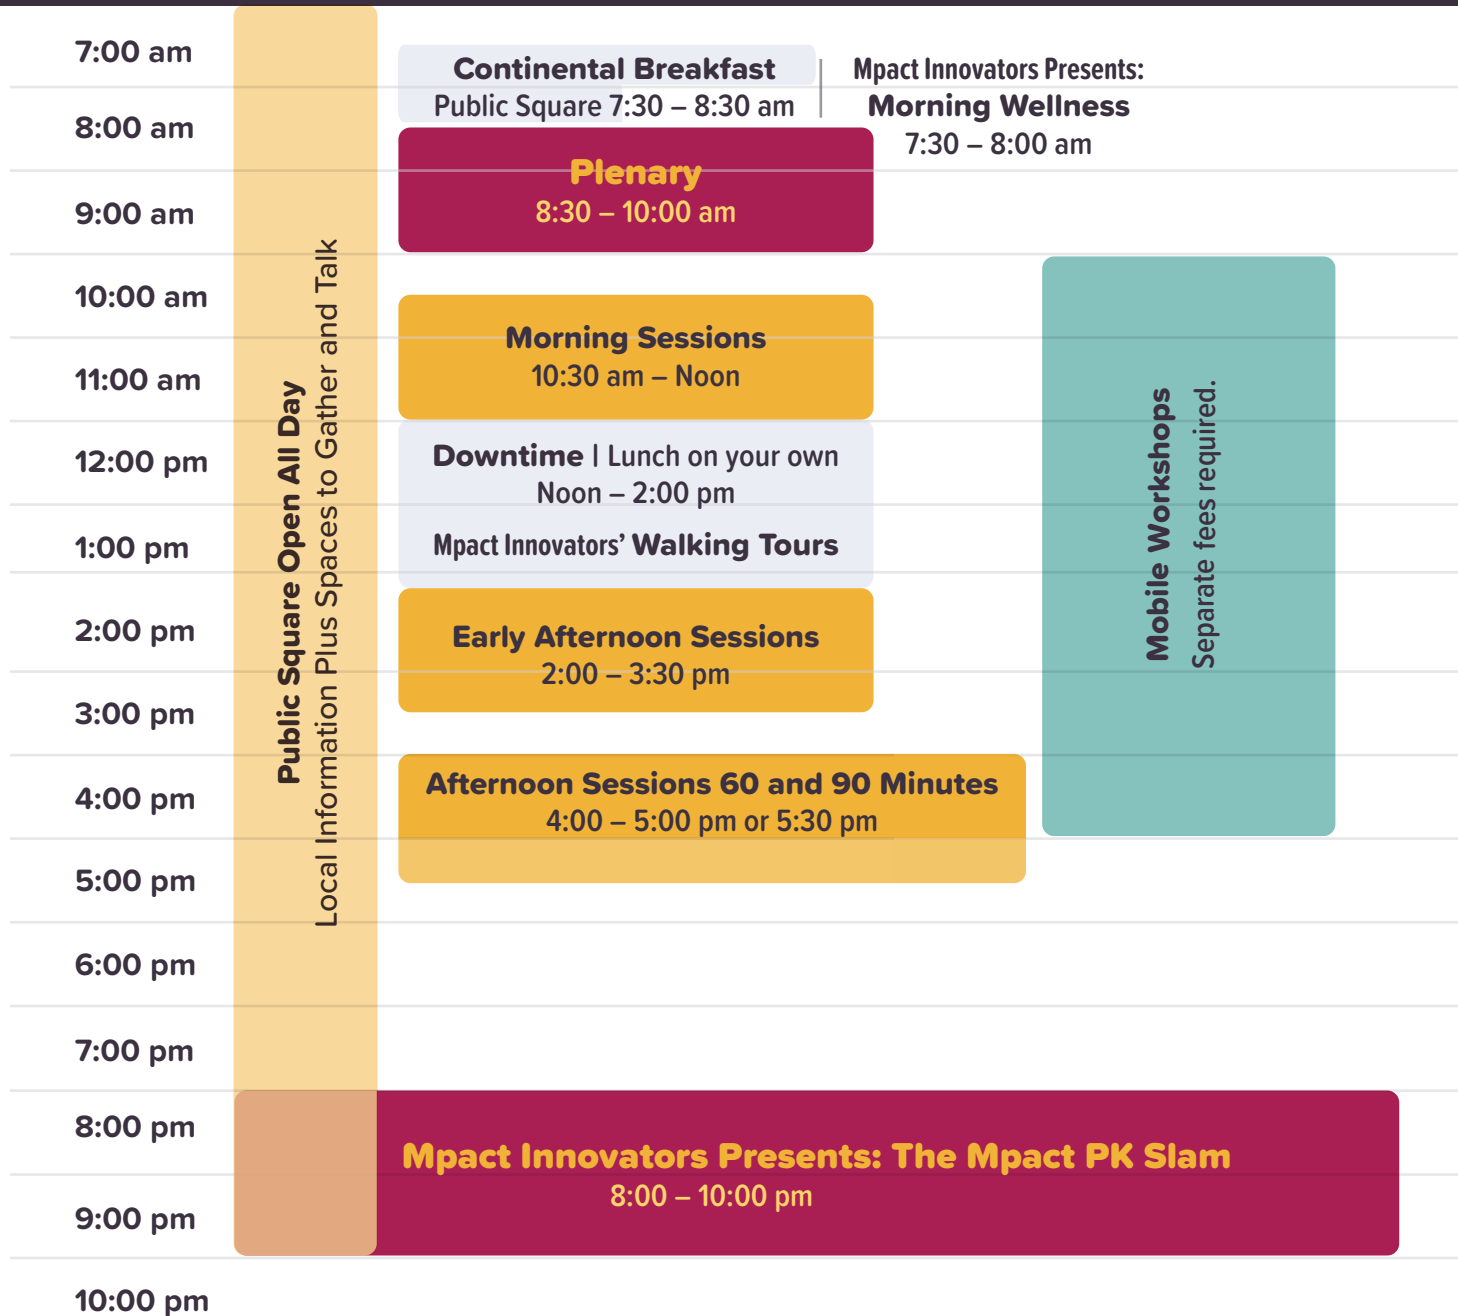 7:00 am
8:00 am
9:00 am
10:00 am
11:00 am
12:00 pm
1:00 pm
2:00 pm
3:00 pm
4:00 pm
5:00 pm
6:00 pm
7:00 pm
8:00 pm
9:00 pm
10:00 pm
Public Square Open All Day
Local Information Plus Spaces to Gather and Talk
Continental Breakfast
Public Square 7:30 – 8:30 am
Mpact Innovators Presents:
Morning Wellness
7:30 – 8:00 am
Plenary
8:30 – 10:00 am
Morning Sessions
10:30 am – Noon
Downtime | Lunch on your own
Noon – 2:00 pm
Mpact Innovators’ Walking Tours
Early Afternoon Sessions
2:00 – 3:30 pm
Afternoon Sessions 60 and 90 Minutes
4:00 – 5:00 pm or 5:30 pm
Mobile Workshops
Separate fees required.
Mpact Innovators Presents: The Mpact PK Slam
8:00 – 10:00 pm